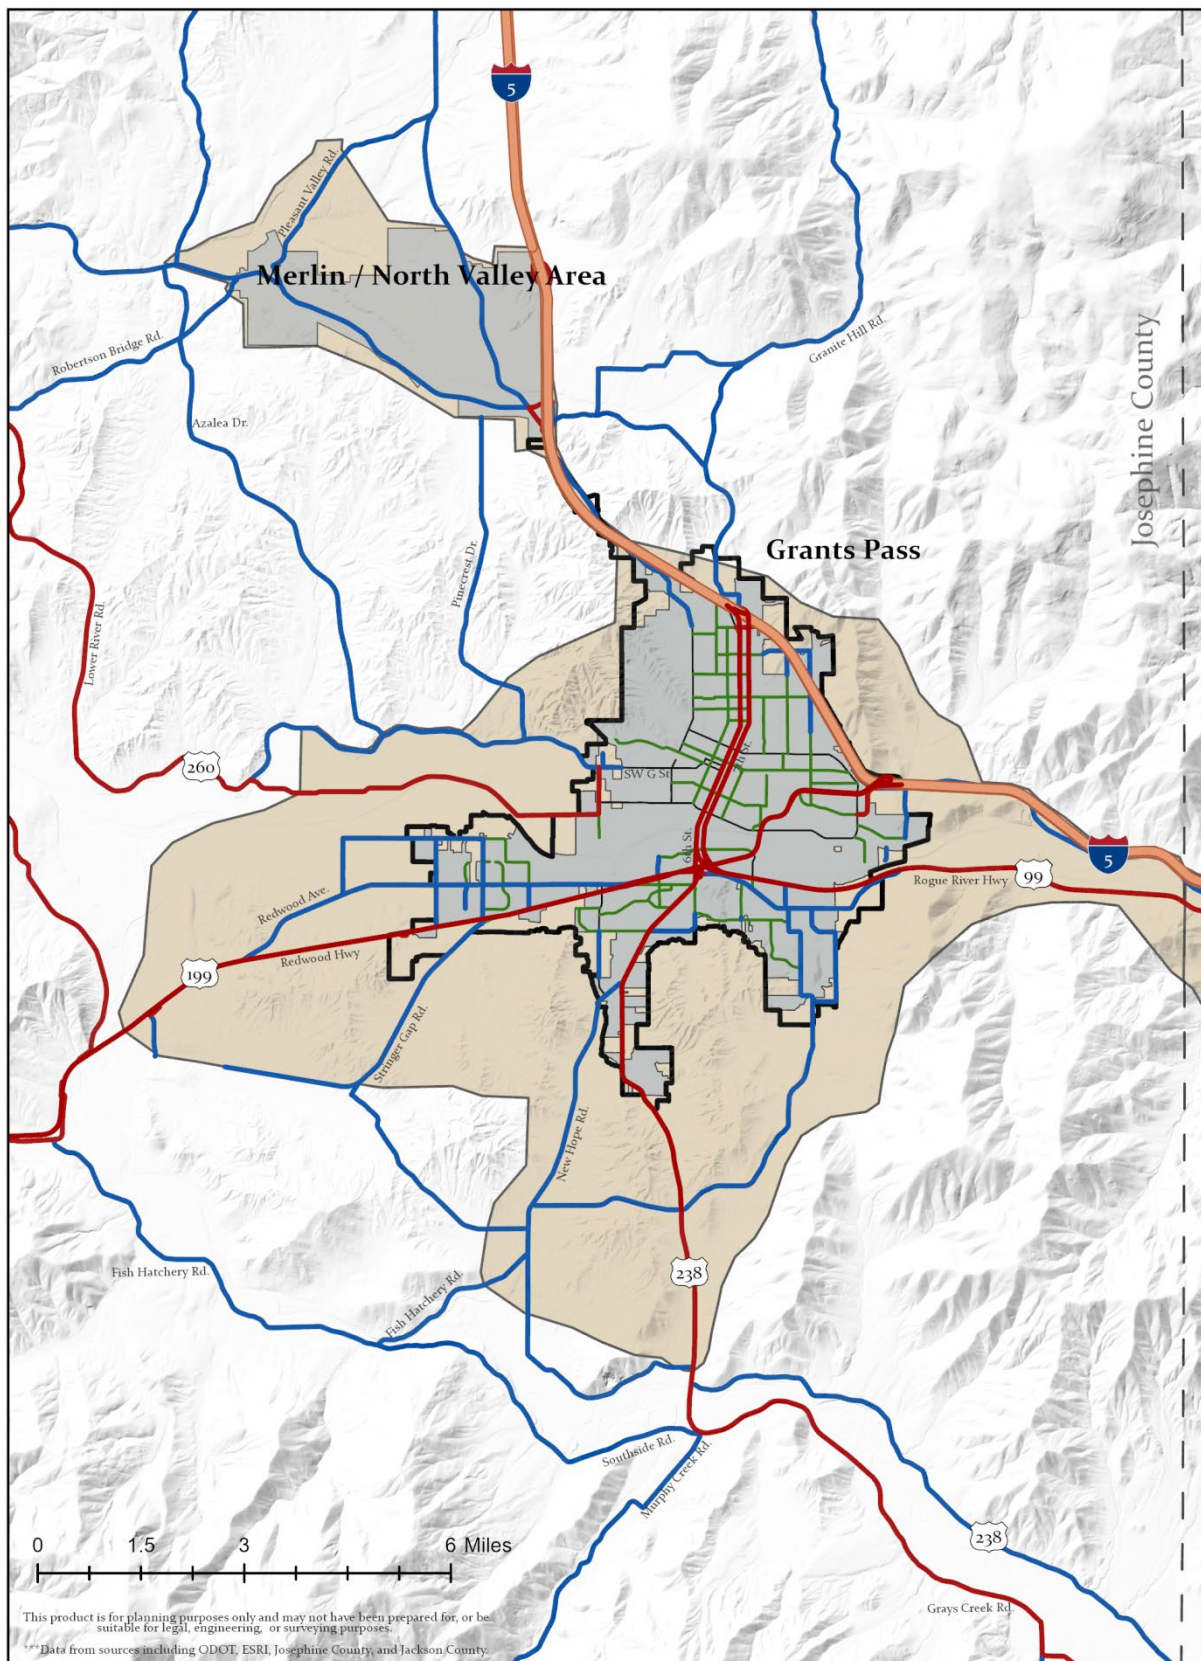 5
Pleasant Valley Rd.
Merlin / North Valley Area
Robertson Bridge Rd.
Granite Hill Rd.
Josephine County
Azalea Dr.
Pinecrest Dr.
Grants Pass
Lower River Rd.
260
SW G St
7th St.
6th St.
5
Rogue River Hwy
99
Redwood Ave.
Redwood Hwy
199
Stringer Gap Rd.
New Hope Rd.
Fish Hatchery Rd.
Fish Hatchery Rd.
238
Southside Rd.
Murphy Creek Rd.
238
Grays Creek Rd.
0 1.5 3 6 Miles
This product is for planning purposes only and may not have been prepared for, or be
suitable for legal, engineering, or surveying purposes.
***Data from sources including ODOT, ESRI, Josephine County, and Jackson County.